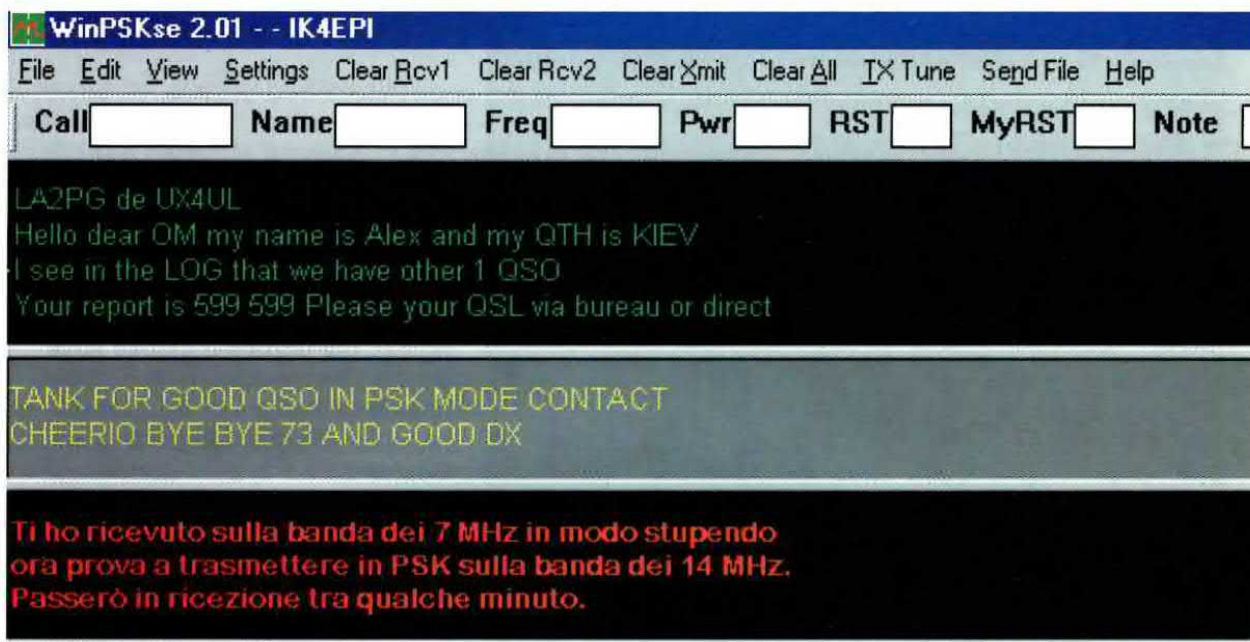 WinPSKse 2.01 - - IK4EPI
File Edit View Settings Clear Rcv1 Clear Rcv2 Clear Xmit Clear All TX Tune Send File Help
Call Name Freq Pwr RST MyRST Note
LA2PG de UX4UL
Hello dear OM my name is Alex and my QTH is KIEV
I see in the LOG that we have other 1 QSO
Your report is 599 599 Please your QSL via bureau or direct
TANK FOR GOOD QSO IN PSK MODE CONTACT
CHEERIO BYE BYE 73 AND GOOD DX
Ti ho ricevuto sulla banda dei 7 MHz in modo stupendo
ora prova a trasmettere in PSK sulla banda dei 14 MHz.
Passerò in ricezione tra qualche minuto.